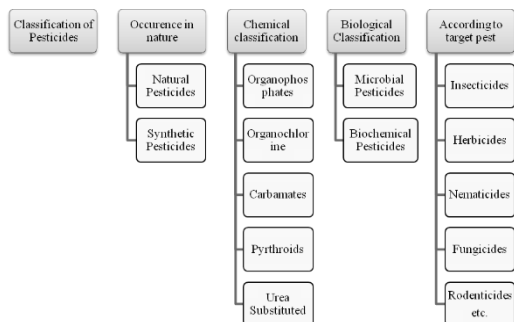 Classification of
Pesticides
Occurence in
nature
Natural
Pesticides
Synthetic
Pesticides
Chemical
classification
Organophos
phates
Organochlor
ine
Carbamates
Pyrthroids
Urea
Substituted
Biological
Classification
Microbial
Pesticides
Biochemical
Pesticides
According to
target pest
Insecticides
Herbicides
Nematicides
Fungicides
Rodenticides
etc.